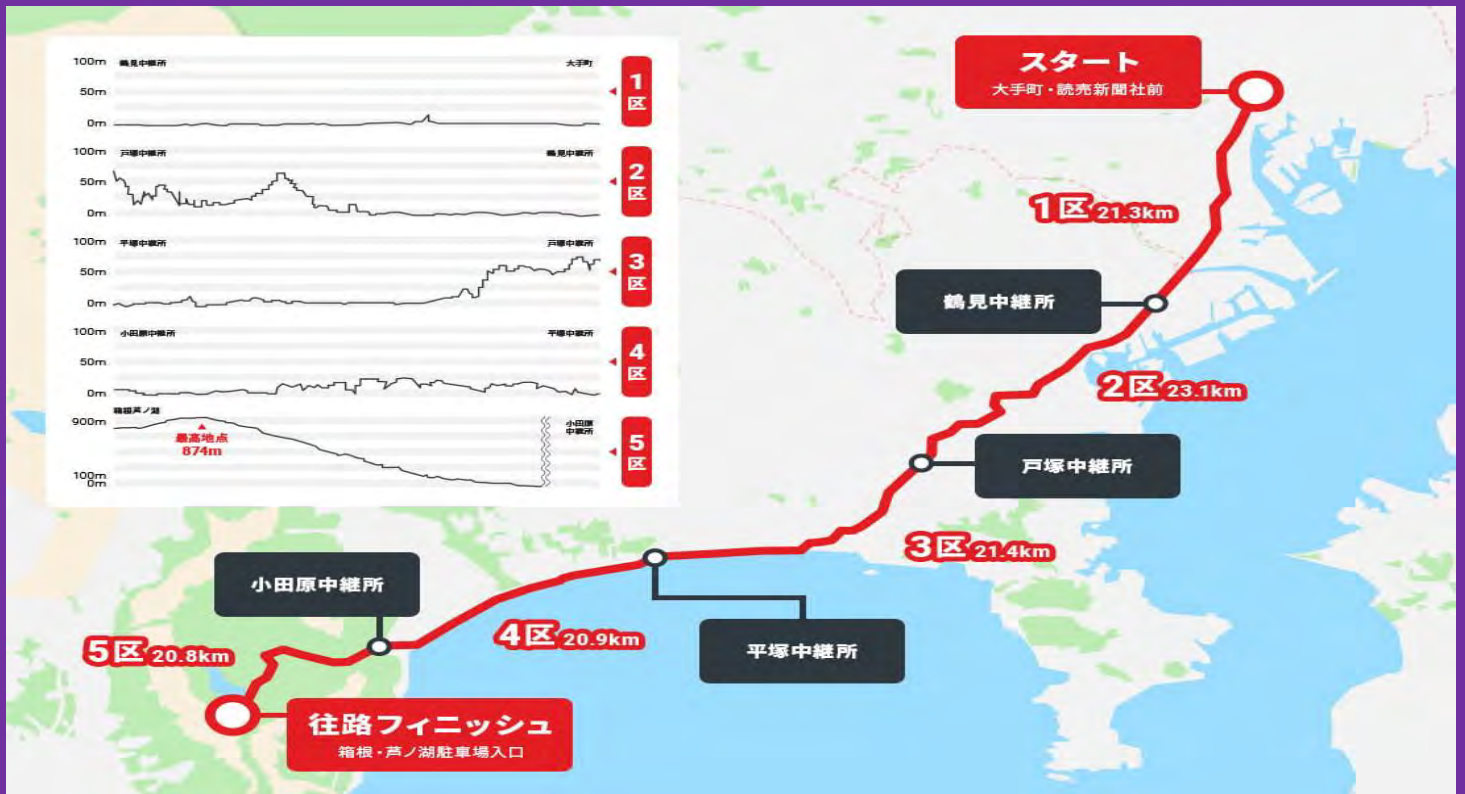 100m 鶴見中継所 大手町
50m
0m
1区
100m 戸塚中継所 鶴見中継所
50m
0m
2区
100m 平塚中継所 戸塚中継所
50m
0m
3区
100m 小田原中継所 平塚中継所
50m
0m
4区
箱根芦ノ湖
900m
小田原
中継所
最高地点
874m
100m
0m
5区
スタート
大手町・読売新聞社前
1区 21.3km
鶴見中継所
2区 23.1km
戸塚中継所
3区 21.4km
小田原中継所
4区 20.9km
平塚中継所
5区 20.8km
往路フィニッシュ
箱根・芦ノ湖駐車場入口